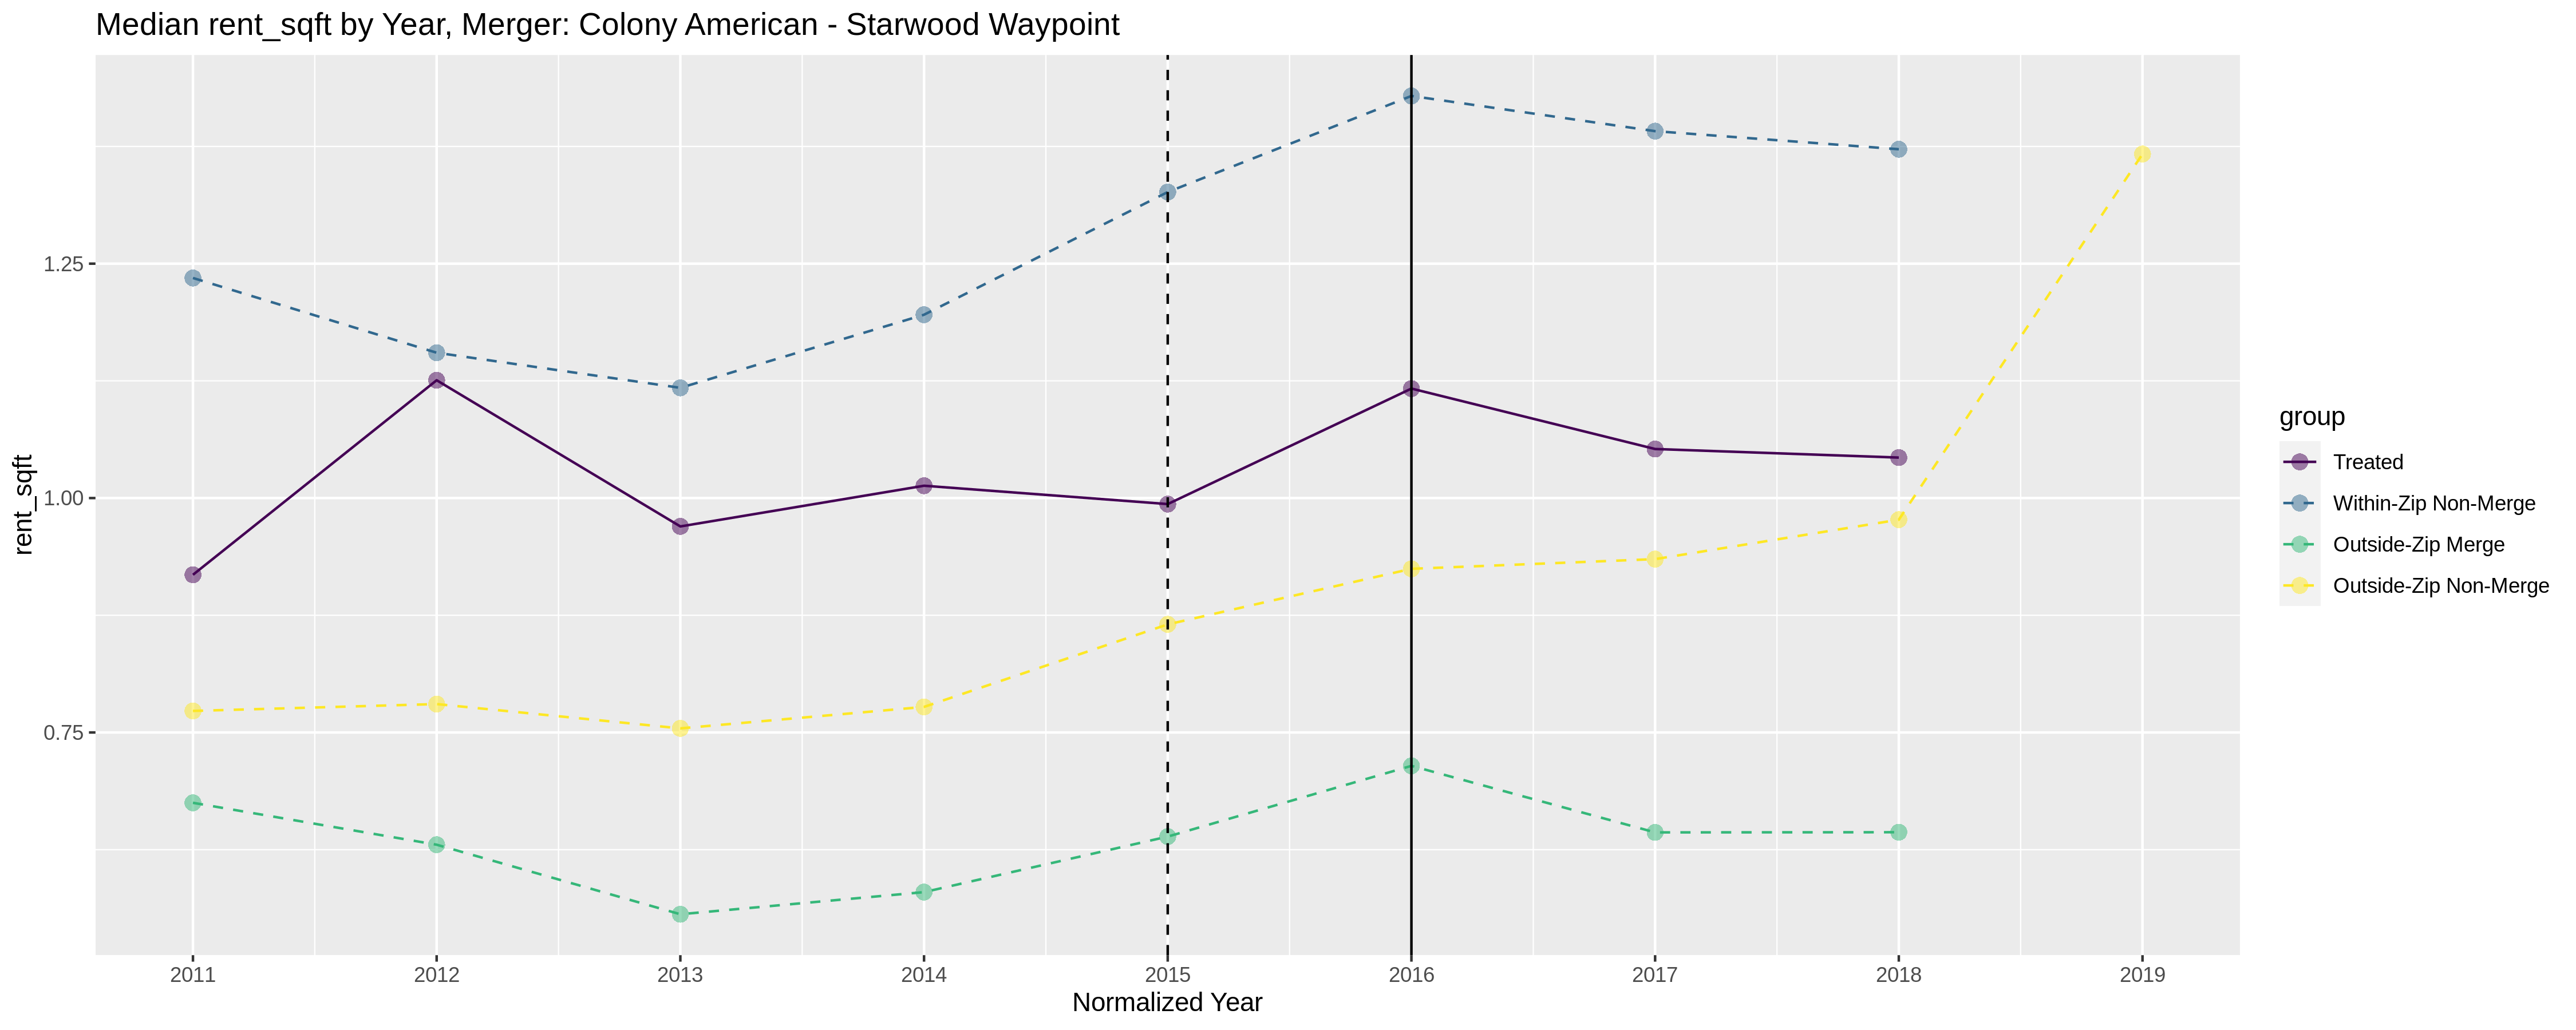 Median rent_sqft by Year, Merger: Colony American - Starwood Waypoint
rent_sqft
1.25
1.00
0.75
2011 2012 2013 2014 2015 2016 2017 2018 2019
Normalized Year
group
Treated
Within-Zip Non-Merge
Outside-Zip Merge
Outside-Zip Non-Merge